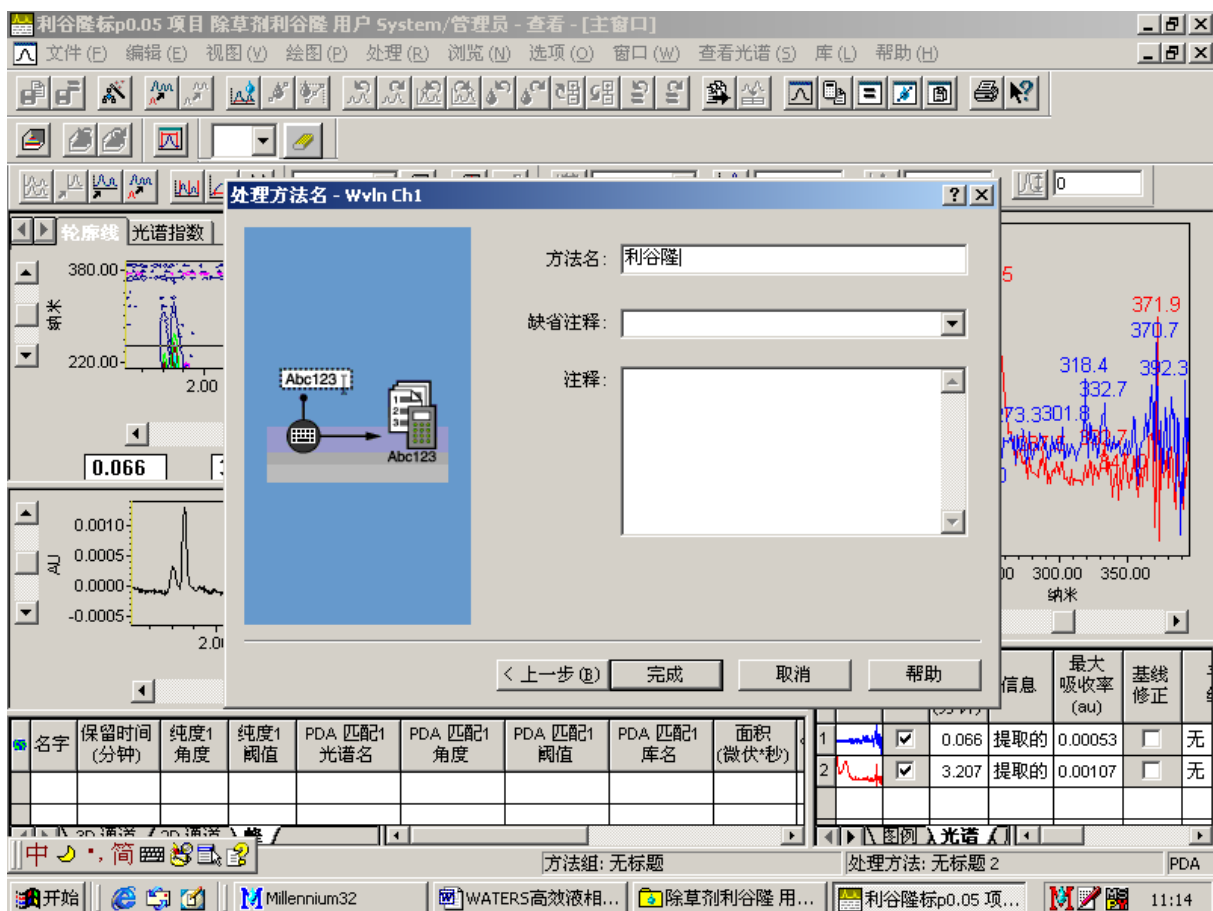 利谷隆标p0.05 项目 除草剂利谷隆 用户 System/管理员 - 查看 - [主窗口]
文件(F) 编辑(E) 视图(V) 绘图(P) 处理(R) 浏览(N) 选项(O) 窗口(W) 查看光谱(S) 库(L) 帮助(H)
0
处理方法名 - Wvln Ch1
轮廓线 光谱指数
380.00
纳米
220.00
2.00
0.066
方法名: 利谷隆
缺省注释:
注释:
Abc123
1
2
3
Abc123
371.9
370.7
318.4 392.3
332.7
301.8
0.0010
0.0005
0.0000
-0.0005
AU
300.00 350.00
纳米
< 上一步(B) 完成 取消 帮助
信息 最大吸收率(au) 基线修正
名字 保留时间(分钟) 纯度1角度 纯度1阈值 PDA 匹配1光谱名 PDA 匹配1角度 PDA 匹配1阈值 PDA 匹配1库名 面积(微伏*秒)
1 0.066 提取的 0.00053 无
2 3.207 提取的 0.00107 无
3D 通道 2D 通道 峰 图例 光谱
中 简
方法组: 无标题 处理方法: 无标题 2 PDA
开始 Millennium32 WATERS高效液相... 除草剂利谷隆 用... 利谷隆标p0.05 项... 11:14